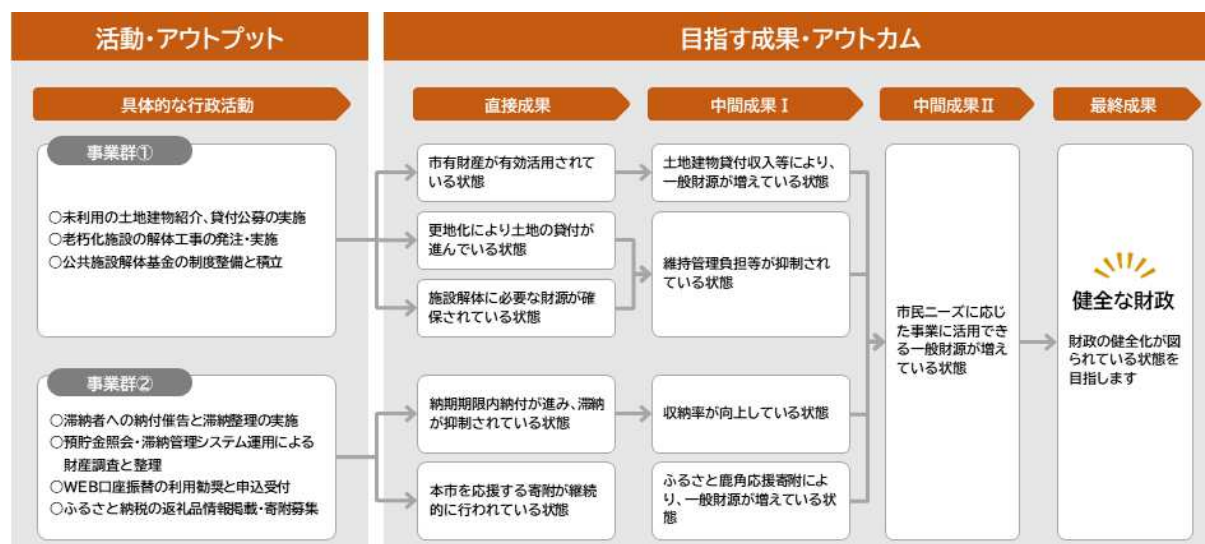 活動・アウトプット
目指す成果・アウトカム
具体的な行政活動
直接成果
中間成果Ⅰ
中間成果Ⅱ
最終成果
事業群①
○未利用の土地建物紹介、貸付公募の実施
○老朽化施設の解体工事の発注・実施
○公共施設解体基金の制度整備と積立
市有財産が有効活用されて
いる状態
更地化により土地の貸付が
進んでいる状態
施設解体に必要な財源が確
保されている状態
土地建物貸付収入等により、
一般財源が増えている状態
維持管理負担等が抑制され
ている状態
事業群②
○滞納者への納付催告と滞納整理の実施
○預貯金照会・滞納管理システム運用による
財産調査と整理
○WEB口座振替の利用勧奨と申込受付
○ふるさと納税の返礼品情報掲載・寄附募集
納期期限内納付が進み、滞納
が抑制されている状態
本市を応援する寄附が継続
的に行われている状態
収納率が向上している状態
ふるさと鹿角応援寄附によ
り、一般財源が増えている状
態
市民ニーズに応じ
た事業に活用でき
る一般財源が増え
ている状態
健全な財政
財政の健全化が図
られている状態を
目指します